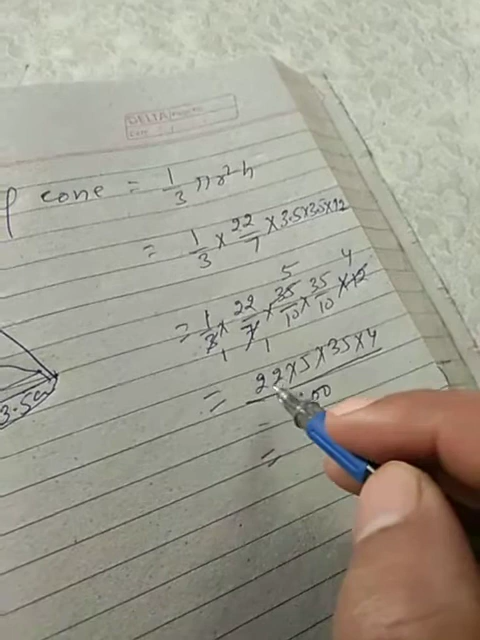 DELTA
f cone = 1/3 πr²h
= 1/3 × 22/7 × 3.5×3.5×12
5 4
= 1/3 × 22/7 × 35/10 × 35/10 × 12
1 1
3.5cm
= 22×5×35×4
=